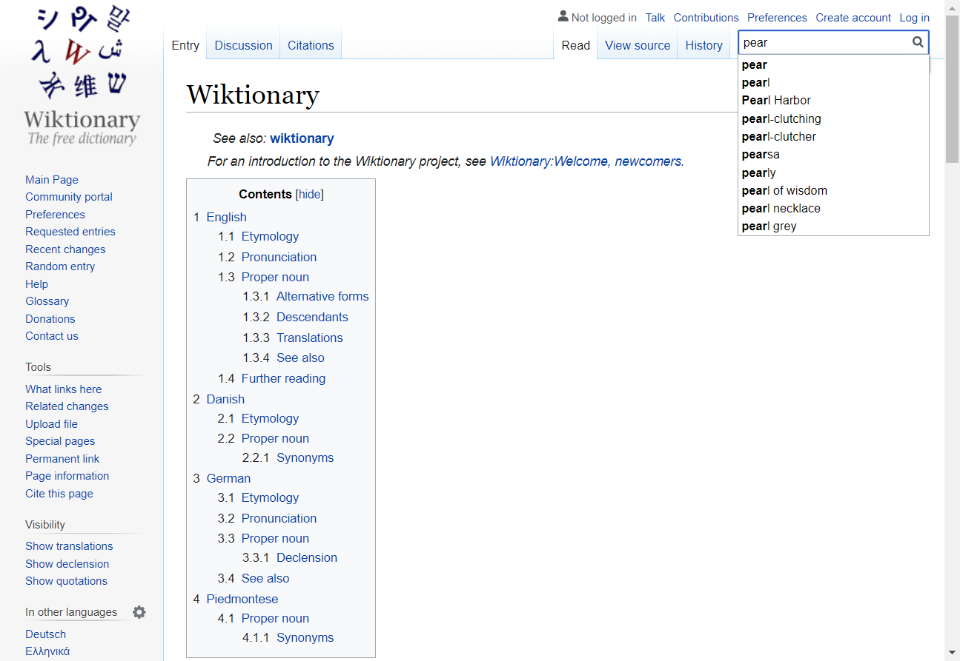 Wiktionary
The free dictionary
Main Page
Community portal
Preferences
Requested entries
Recent changes
Random entry
Help
Glossary
Donations
Contact us
Tools
What links here
Related changes
Upload file
Special pages
Permanent link
Page information
Cite this page
Visibility
Show translations
Show declension
Show quotations
In other languages
Deutsch
Ελληνικά
Not logged in Talk Contributions Preferences Create account Log in
Entry Discussion Citations Read View source History pear
Wiktionary
See also: wiktionary
For an introduction to the Wiktionary project, see Wiktionary:Welcome, newcomers.
Contents [hide]
1 English
1.1 Etymology
1.2 Pronunciation
1.3 Proper noun
1.3.1 Alternative forms
1.3.2 Descendants
1.3.3 Translations
1.3.4 See also
1.4 Further reading
2 Danish
2.1 Etymology
2.2 Proper noun
2.2.1 Synonyms
3 German
3.1 Etymology
3.2 Pronunciation
3.3 Proper noun
3.3.1 Declension
3.4 See also
4 Piedmontese
4.1 Proper noun
4.1.1 Synonyms
pear
pearl
Pearl Harbor
pearl-clutching
pearl-clutcher
pearsa
pearly
pearl of wisdom
pearl necklace
pearl grey